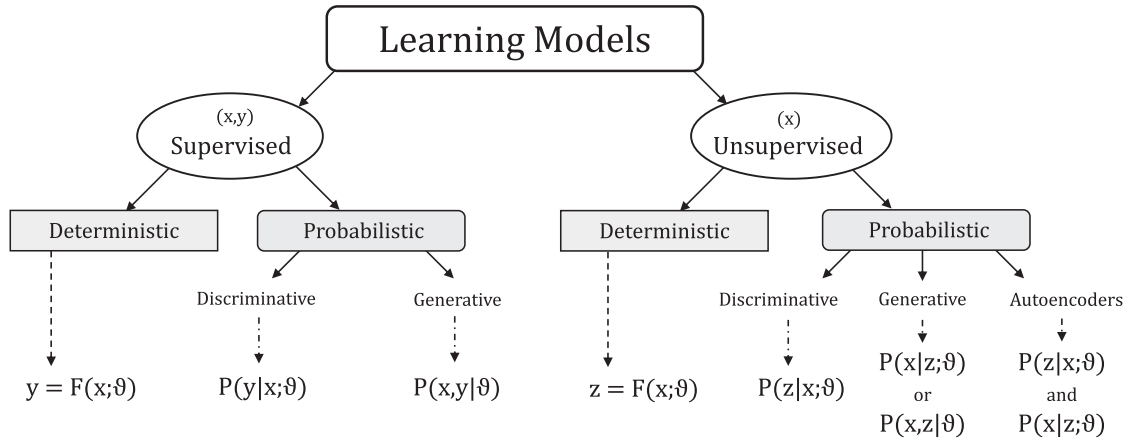 Learning Models
(x,y)
Supervised
(x)
Unsupervised
Deterministic
Probabilistic
Deterministic
Probabilistic
Discriminative
Generative
Discriminative
Generative
Autoencoders
y = F(x;ϑ)
P(y|x;ϑ)
P(x,y|ϑ)
z = F(x;ϑ)
P(z|x;ϑ)
P(x|z;ϑ)
or
P(x,z|ϑ)
P(z|x;ϑ)
and
P(x|z;ϑ)